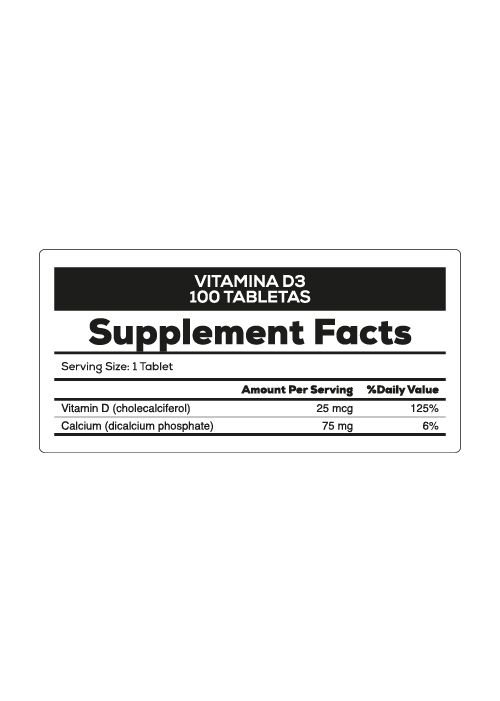 VITAMINA D3
100 TABLETAS
Supplement Facts
Serving Size: 1 Tablet
Amount Per Serving %Daily Value
Vitamin D (cholecalciferol) 25 mcg 125%
Calcium (dicalcium phosphate) 75 mg 6%